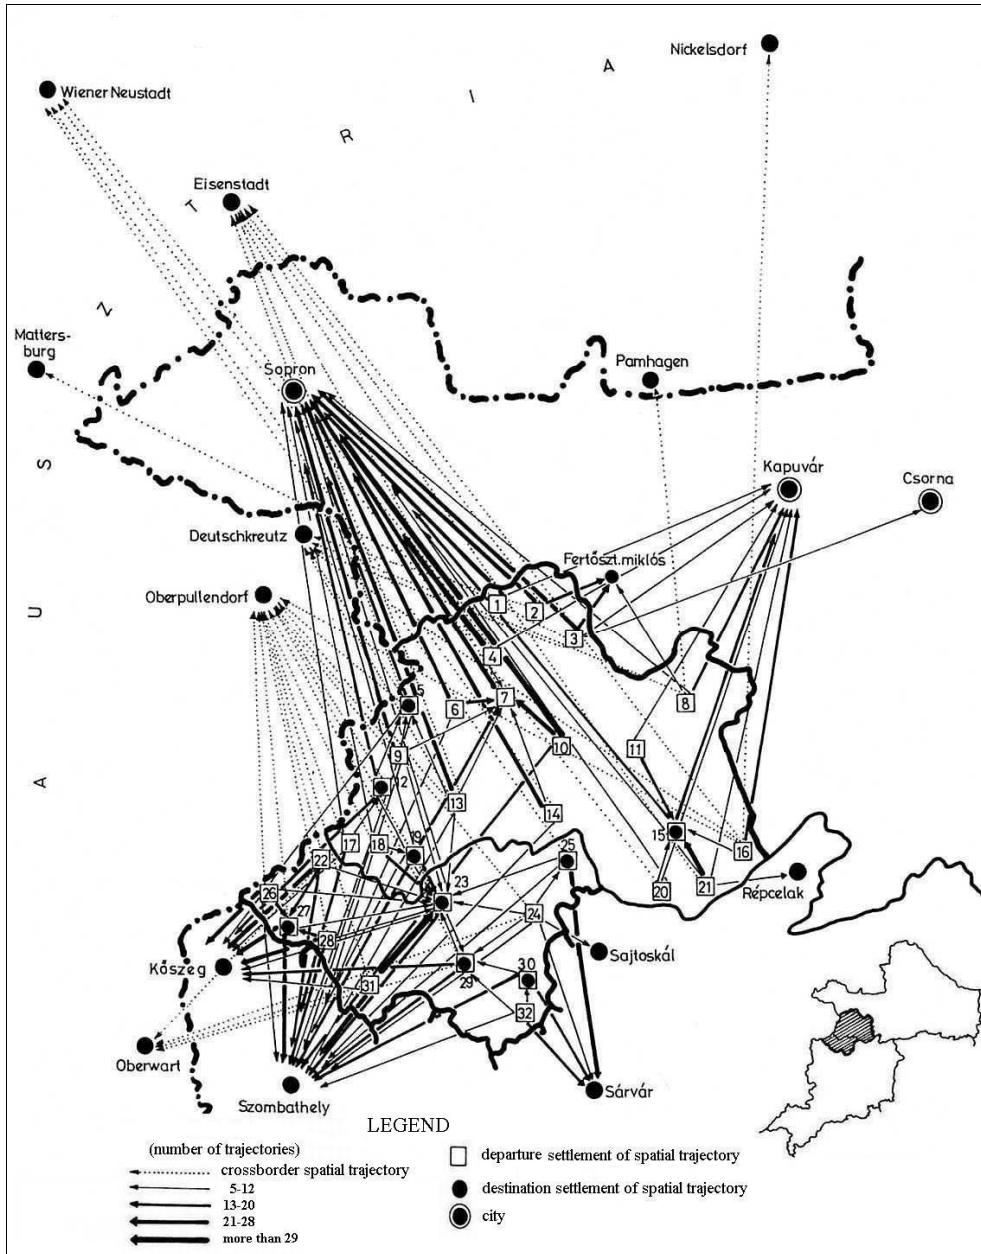 Nickelsdorf
A
Wiener Neustadt
I
R
Eisenstadt
T
Z
Matters-
burg
Sopron
Pamhagen
S
Kapuvár
Csorna
Deutschkreutz
Fertőszt.miklós
Oberpullendorf
U
1
2
3
4
5
6
7
8
9
10
11
A
12
13
14
15
16
17
18
19
20
21
22
23
24
25
26
27
28
29
30
31
32
Répcelak
Sajtoskál
Kőszeg
Oberwart
Szombathely
Sárvár
LEGEND
(number of trajectories)
crossborder spatial trajectory
5-12
13-20
21-28
more than 29
departure settlement of spatial trajectory
destination settlement of spatial trajectory
city